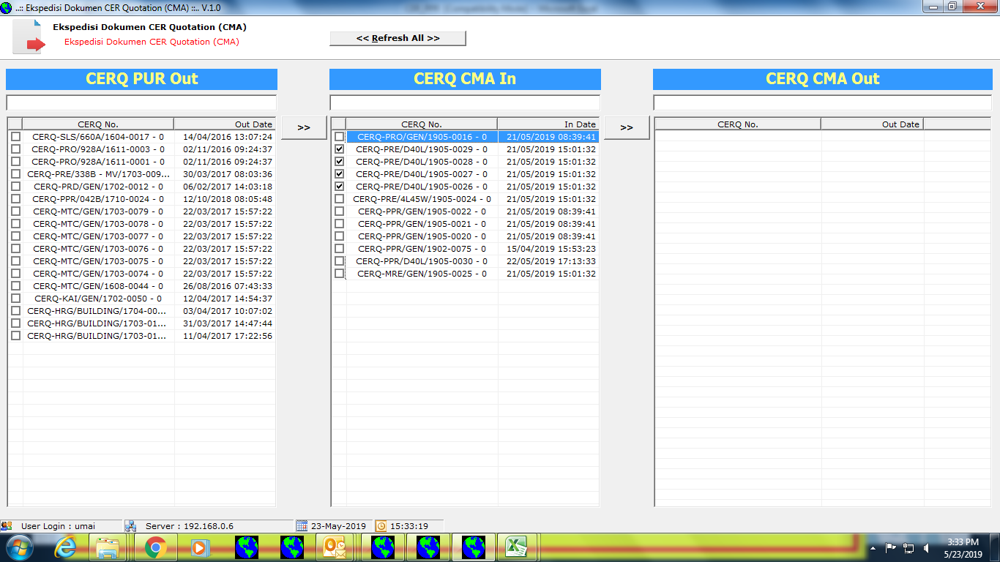 ..:: Ekspedisi Dokumen CER Quotation (CMA) ::.. V.1.0
Ekspedisi Dokumen CER Quotation (CMA)
Ekspedisi Dokumen CER Quotation (CMA)
<< Refresh All >>
CERQ PUR Out
CERQ No. Out Date
CERQ-SLS/660A/1604-0017 - 0 14/04/2016 13:07:24
CERQ-PRO/928A/1611-0003 - 0 02/11/2016 09:24:37
CERQ-PRO/928A/1611-0001 - 0 02/11/2016 09:24:37
CERQ-PRE/338B - MV/1703-009... 30/03/2017 08:03:36
CERQ-PRD/GEN/1702-0012 - 0 06/02/2017 14:03:18
CERQ-PPR/042B/1710-0024 - 0 12/10/2018 08:05:48
CERQ-MTC/GEN/1703-0079 - 0 22/03/2017 15:57:22
CERQ-MTC/GEN/1703-0078 - 0 22/03/2017 15:57:22
CERQ-MTC/GEN/1703-0077 - 0 22/03/2017 15:57:22
CERQ-MTC/GEN/1703-0076 - 0 22/03/2017 15:57:22
CERQ-MTC/GEN/1703-0075 - 0 22/03/2017 15:57:22
CERQ-MTC/GEN/1703-0074 - 0 22/03/2017 15:57:22
CERQ-MTC/GEN/1608-0044 - 0 26/08/2016 07:43:33
CERQ-KAI/GEN/1702-0050 - 0 12/04/2017 14:54:37
CERQ-HRG/BUILDING/1704-00... 03/04/2017 10:07:02
CERQ-HRG/BUILDING/1703-01... 31/03/2017 14:47:44
CERQ-HRG/BUILDING/1703-01... 11/04/2017 17:22:56
>>
CERQ CMA In
CERQ No. In Date
CERQ-PRO/GEN/1905-0016 - 0 21/05/2019 08:39:41
CERQ-PRE/D40L/1905-0029 - 0 21/05/2019 15:01:32
CERQ-PRE/D40L/1905-0028 - 0 21/05/2019 15:01:32
CERQ-PRE/D40L/1905-0027 - 0 21/05/2019 15:01:32
CERQ-PRE/D40L/1905-0026 - 0 21/05/2019 15:01:32
CERQ-PRE/4L45W/1905-0024 - 0 21/05/2019 15:01:32
CERQ-PPR/GEN/1905-0022 - 0 21/05/2019 08:39:41
CERQ-PPR/GEN/1905-0021 - 0 21/05/2019 08:39:41
CERQ-PPR/GEN/1905-0020 - 0 21/05/2019 08:39:41
CERQ-PPR/GEN/1902-0075 - 0 15/04/2019 15:53:23
CERQ-PPR/D40L/1905-0030 - 0 22/05/2019 17:13:33
CERQ-MRE/GEN/1905-0025 - 0 21/05/2019 15:01:32
>>
CERQ CMA Out
CERQ No. Out Date
User Login : umai Server : 192.168.0.6 23-May-2019 15:33:19
3:33 PM
5/23/2019